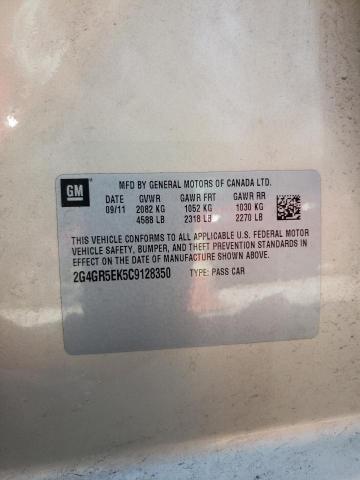 GM
MFD BY GENERAL MOTORS OF CANADA LTD.
DATE GVWR GAWR FRT GAWR RR
09/11 2082 KG 1052 KG 1030 KG
4588 LB 2318 LB 2270 LB
THIS VEHICLE CONFORMS TO ALL APPLICABLE U.S. FEDERAL MOTOR
VEHICLE SAFETY, BUMPER, AND THEFT PREVENTION STANDARDS IN
EFFECT ON THE DATE OF MANUFACTURE SHOWN ABOVE.
2G4GR5EK5C9128350 TYPE: PASS CAR